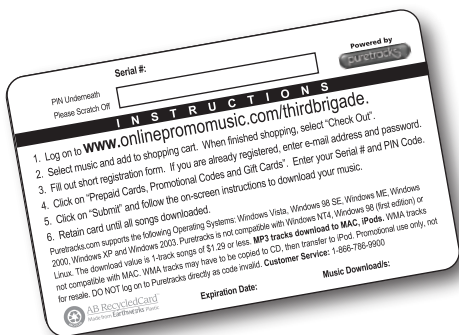 Serial #:
Powered by
puretracks
PIN Underneath
Please Scratch Off
INSTRUCTIONS
1. Log on to www.onlinepromomusic.com/thirdbrigade.
2. Select music and add to shopping cart. When finished shopping, select "Check Out".
3. Fill out short registration form. If you are already registered, enter e-mail address and password.
4. Click on "Prepaid Cards, Promotional Codes and Gift Cards". Enter your Serial # and PIN Code.
5. Click on "Submit" and follow the on-screen instructions to download your music.
6. Retain card until all songs downloaded.
Puretracks.com supports the following Operating Systems: Windows Vista, Windows 98 SE, Windows ME, Windows
2000, Windows XP and Windows 2003. Puretracks is not compatible with Windows NT4, Windows 98 (first edition) or
Linux. The download value is 1-track songs of $1.29 or less. MP3 tracks download to MAC, iPods. WMA tracks
not compatible with MAC. WMA tracks may have to be copied to CD, then transfer to iPod. Promotional use only, not
for resale. DO NOT log on to Puretracks directly as code invalid. Customer Service: 1-866-786-9900
AB RecycledCard
Made from Earthworks Plastic
Expiration Date:
Music Download/s: